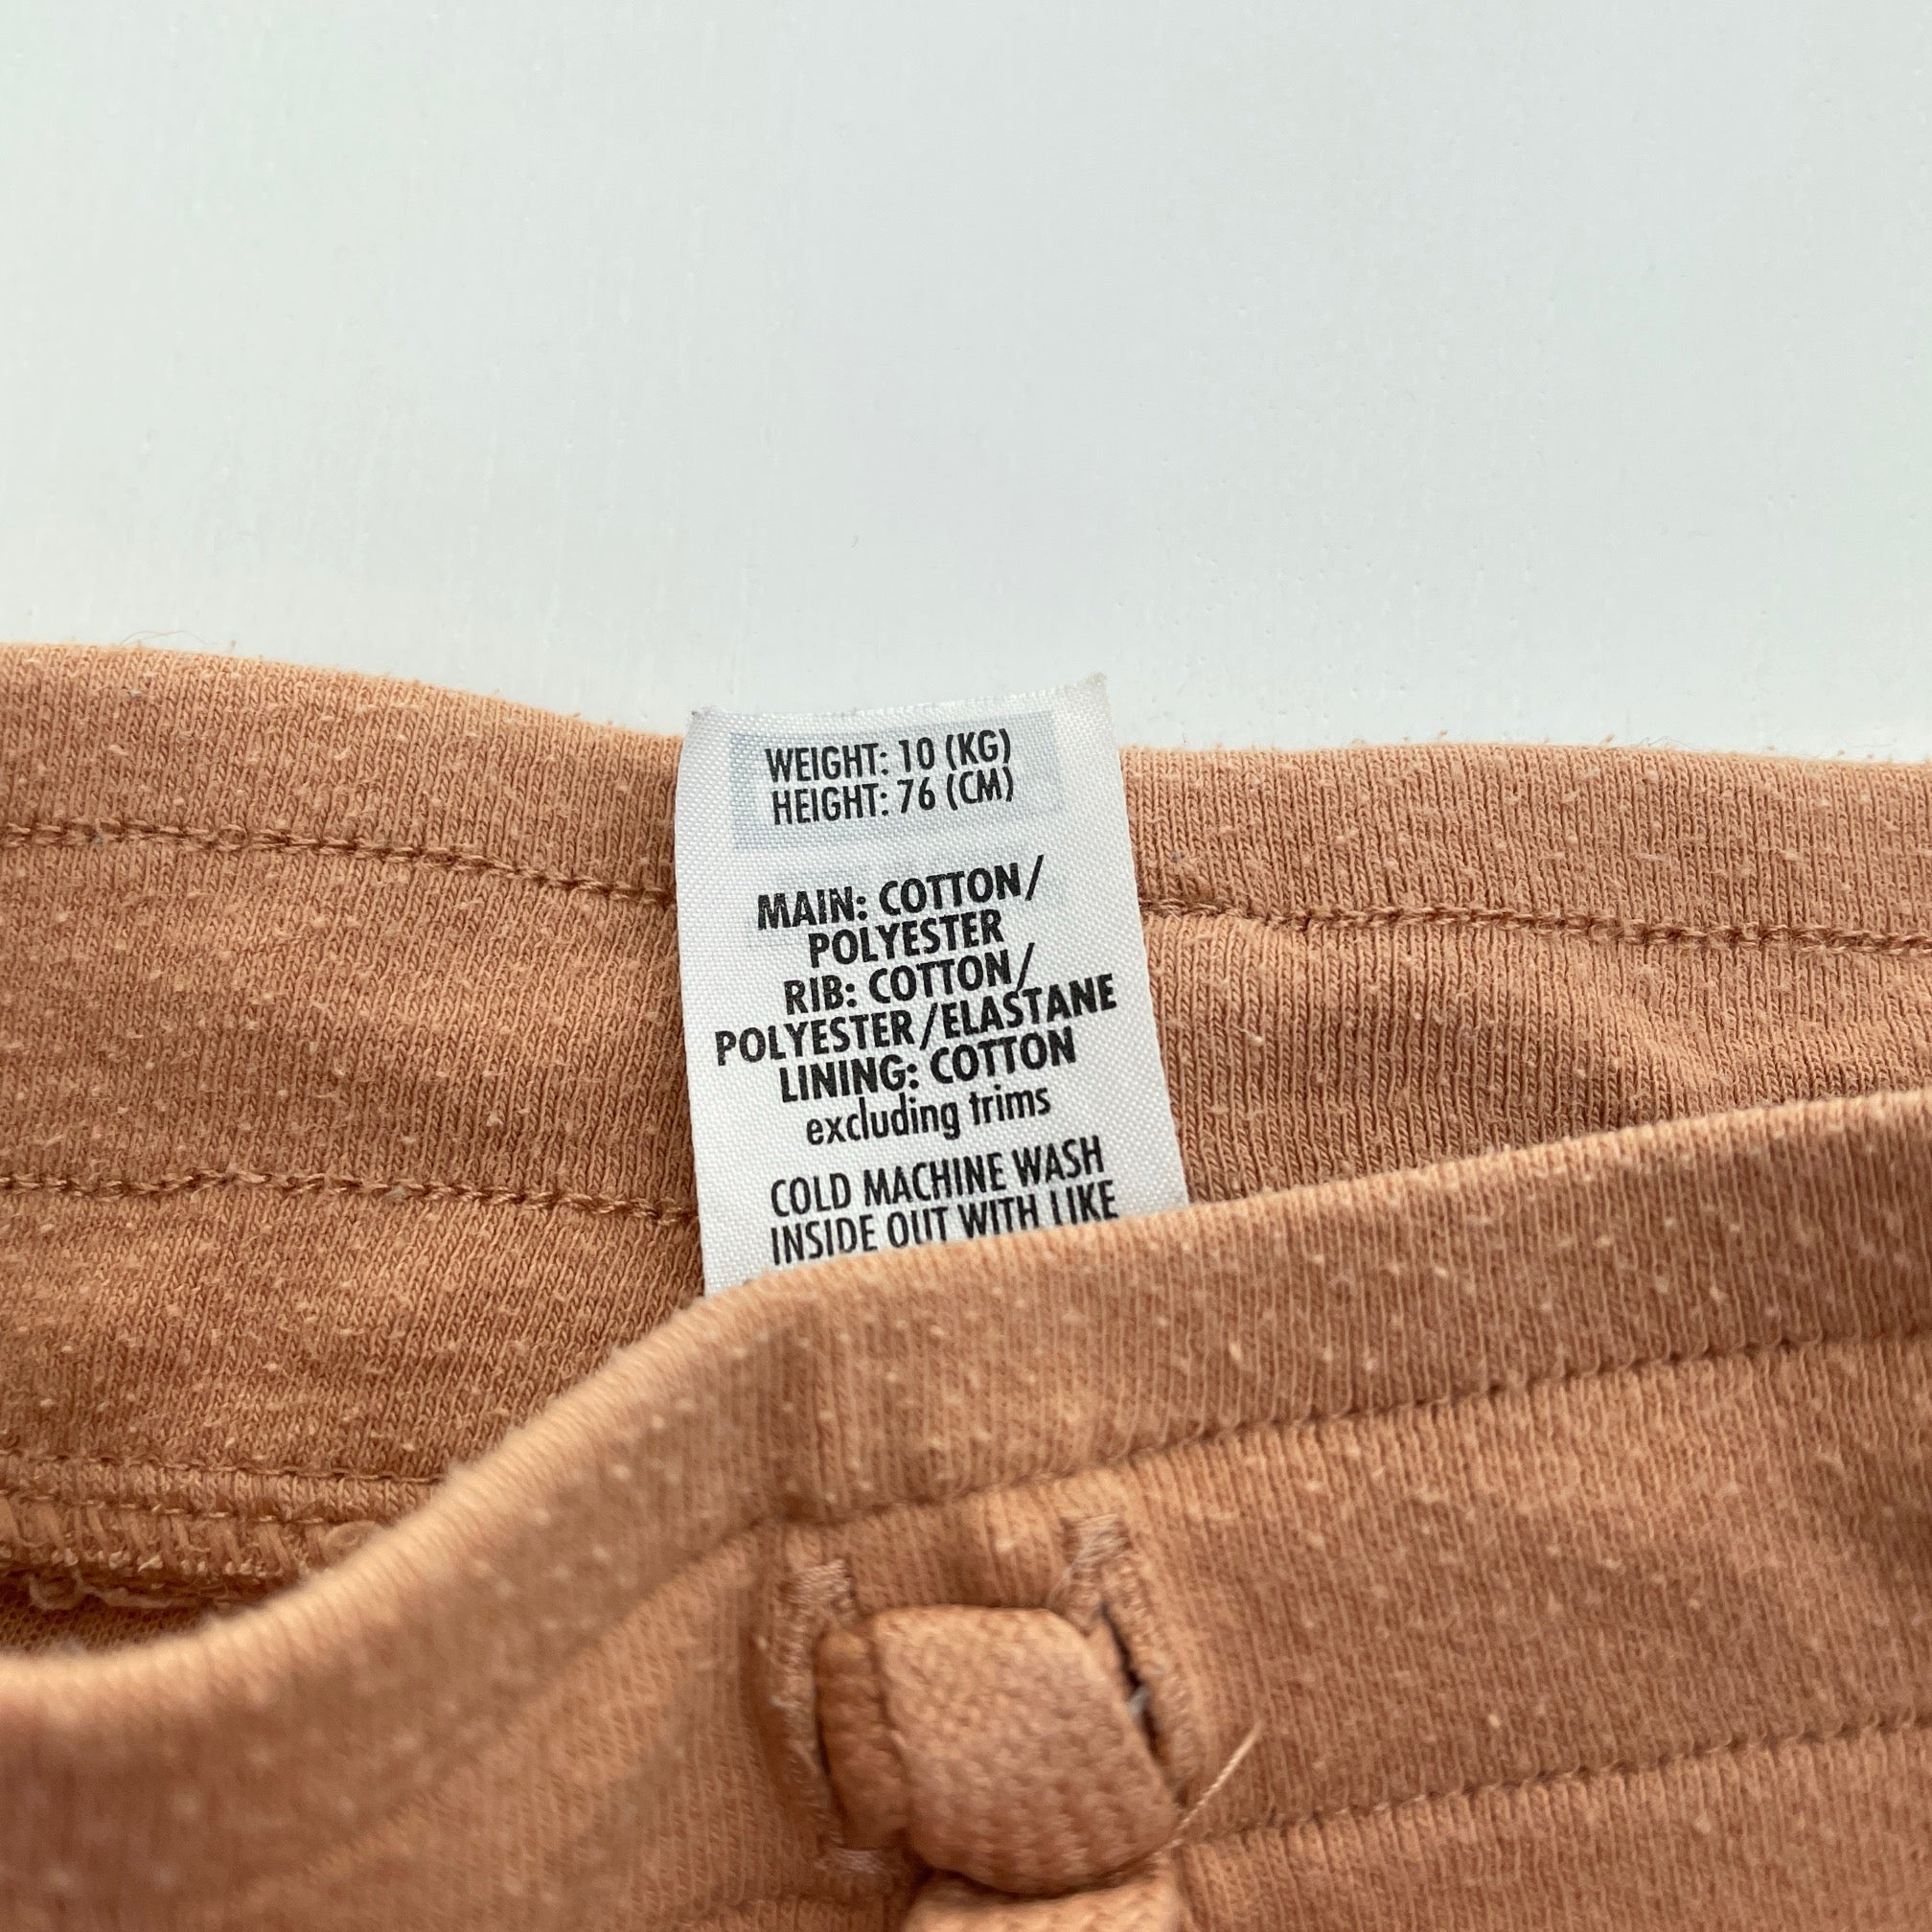 WEIGHT: 10 (KG)
HEIGHT: 76 (CM)
MAIN: COTTON/
POLYESTER
RIB: COTTON/
POLYESTER/ELASTANE
LINING: COTTON
excluding trims
COLD MACHINE WASH
INSIDE OUT WITH LIKE